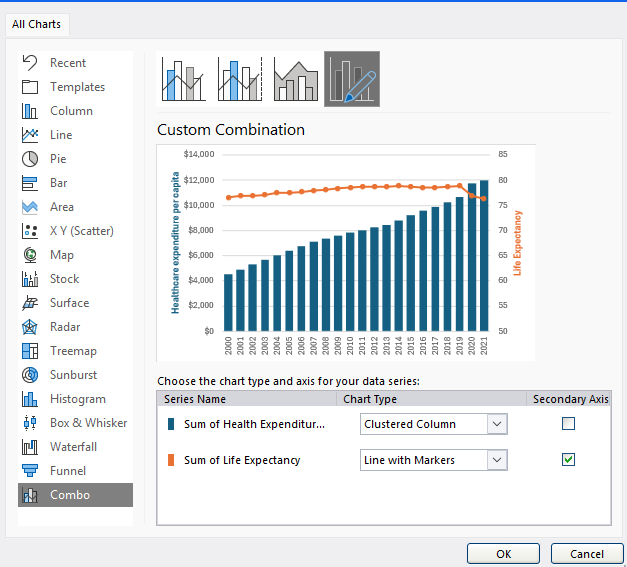 All Charts
Recent
Templates
Column
Line
Pie
Bar
Area
X Y (Scatter)
Map
Stock
Surface
Radar
Treemap
Sunburst
Histogram
Box & Whisker
Waterfall
Funnel
Combo
Custom Combination
Healthcare expenditure per capita
$14,000
$12,000
$10,000
$8,000
$6,000
$4,000
$2,000
$0
2000 2001 2002 2003 2004 2005 2006 2007 2008 2009 2010 2011 2012 2013 2014 2015 2016 2017 2018 2019 2020 2021
85
80
75
70
65
60
55
50
Life Expectancy
Choose the chart type and axis for your data series:
Series Name Chart Type Secondary Axis
Sum of Health Expenditur... Clustered Column
Sum of Life Expectancy Line with Markers
OK Cancel